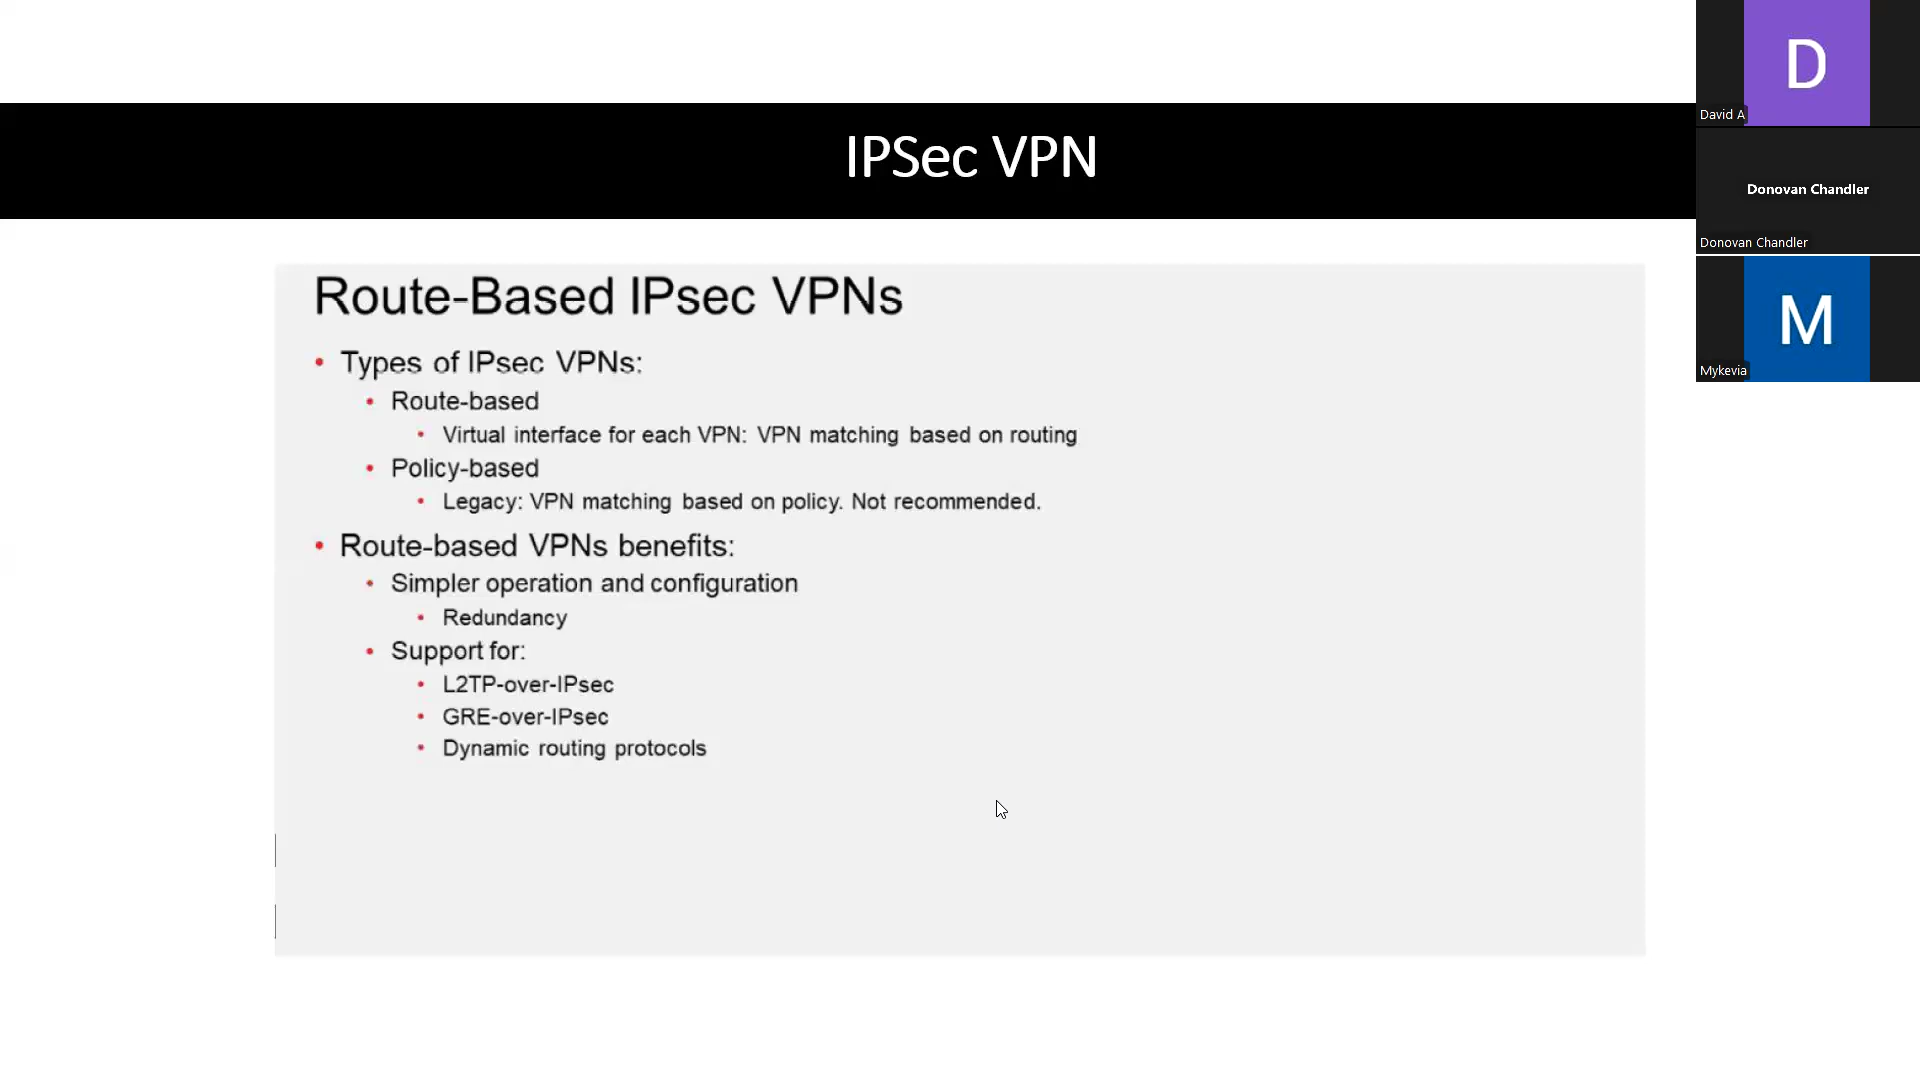 IPSec VPN
Route-Based IPsec VPNs
• Types of IPsec VPNs:
• Route-based
• Virtual interface for each VPN: VPN matching based on routing
• Policy-based
• Legacy: VPN matching based on policy. Not recommended.
• Route-based VPNs benefits:
• Simpler operation and configuration
• Redundancy
• Support for:
• L2TP-over-IPsec
• GRE-over-IPsec
• Dynamic routing protocols
D
David A
Donovan Chandler
Donovan Chandler
M
Mykevia